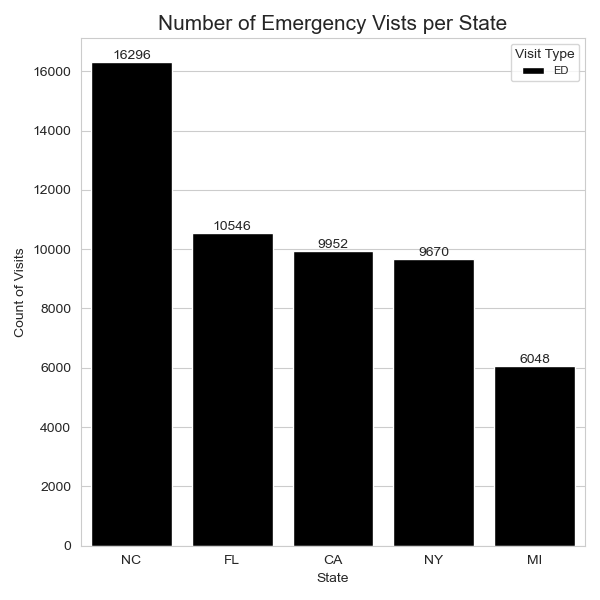 Number of Emergency Vists per State
Visit Type
ED
16296
10546
9952
9670
6048
Count of Visits
16000
14000
12000
10000
8000
6000
4000
2000
0
NC
FL
CA
NY
MI
State